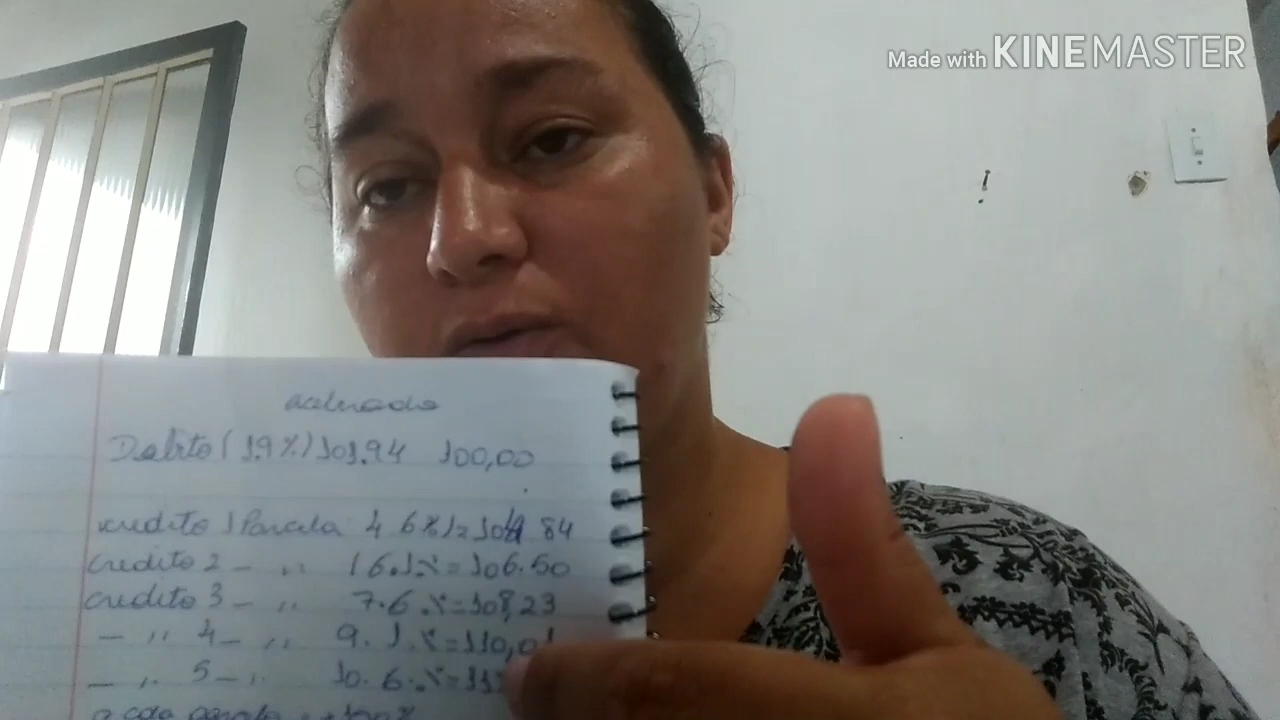 Made with KINEMASTER
Debito (1.9%) 101.94 100,00
credito 1 Parcela 4.6% = 104 84
credito 2 - ,, (6.1% = 106.50
credito 3 - ,, 7.6.% = 108,23
- ,, 4 - ,, 9.1.% = 110,01
- ,, 5 - ,, 10.6.% =